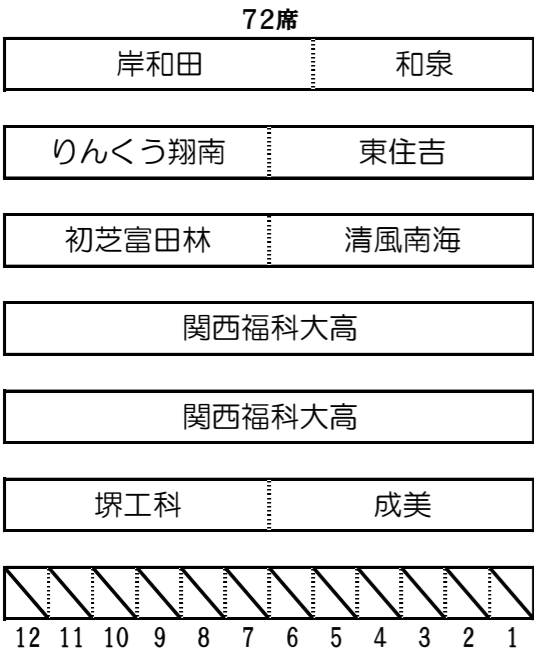 72席
岸和田 和泉
りんくう翔南 東住吉
初芝富田林 清風南海
関西福科大高
関西福科大高
堺工科 成美
12 11 10 9 8 7 6 5 4 3 2 1